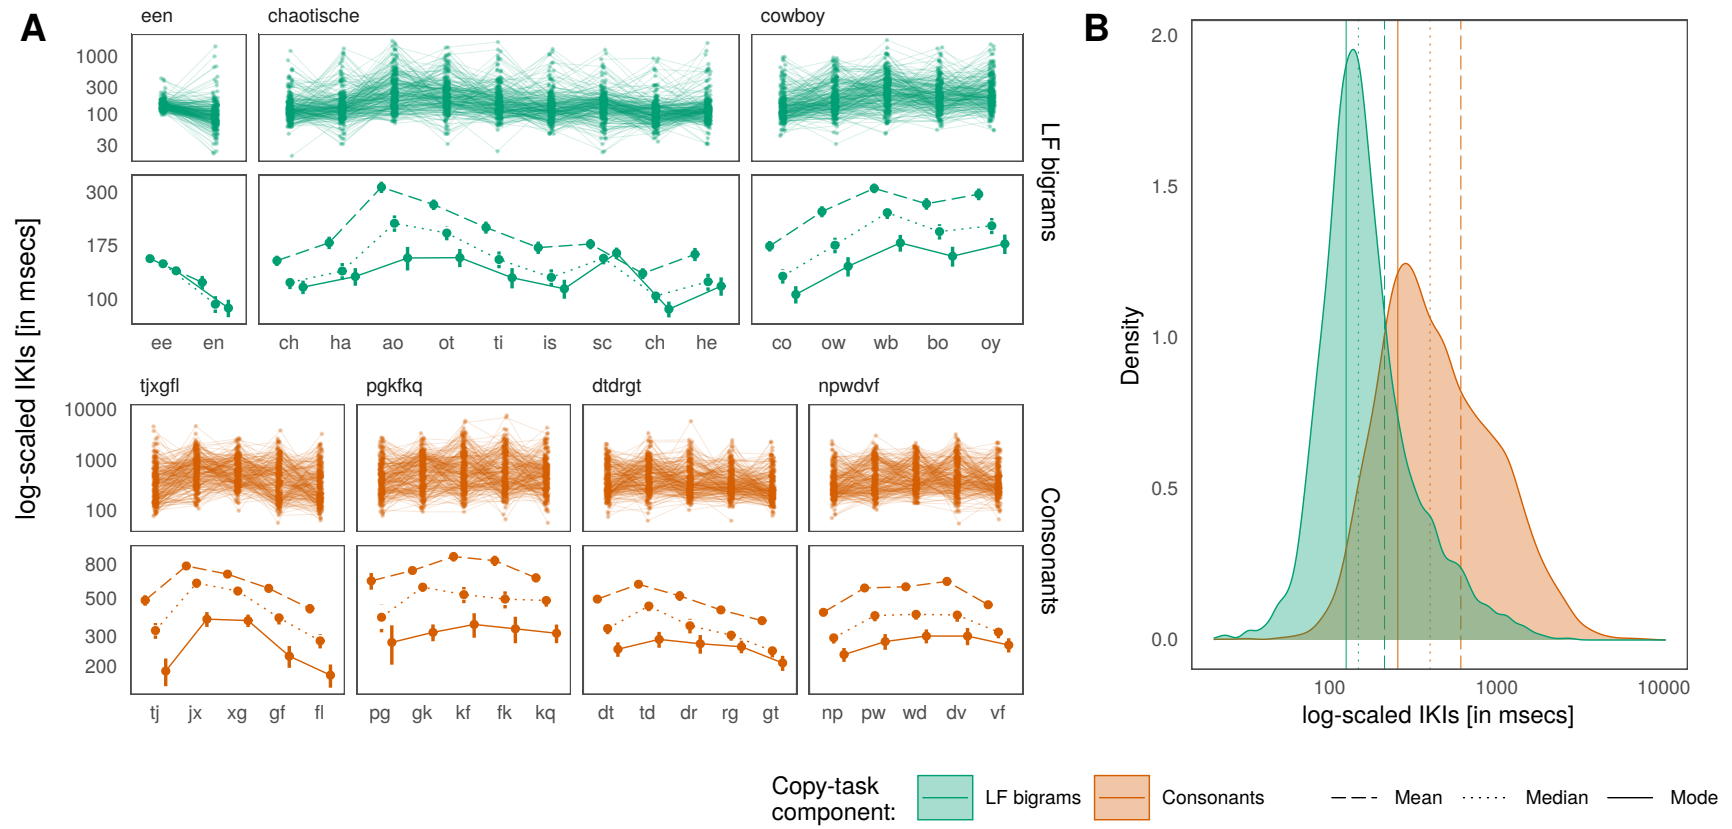 A
B
een
chaotische
cowboy
1000
300
100
30
LF bigrams
300
175
100
ee en
ch ha ao ot ti is sc ch he
co ow wb bo oy
log-scaled IKIs [in msecs]
tjxgfl
pgkfkq
dtdrgt
npwdvf
10000
1000
100
Consonants
800
500
300
200
tj jx xg gf fl
pg gk kf fk kq
dt td dr rg gt
np pw wd dv vf
2.0
1.5
1.0
0.5
0.0
Density
100 1000 10000
log-scaled IKIs [in msecs]
Copy-task
component:
LF bigrams
Consonants
Mean
Median
Mode